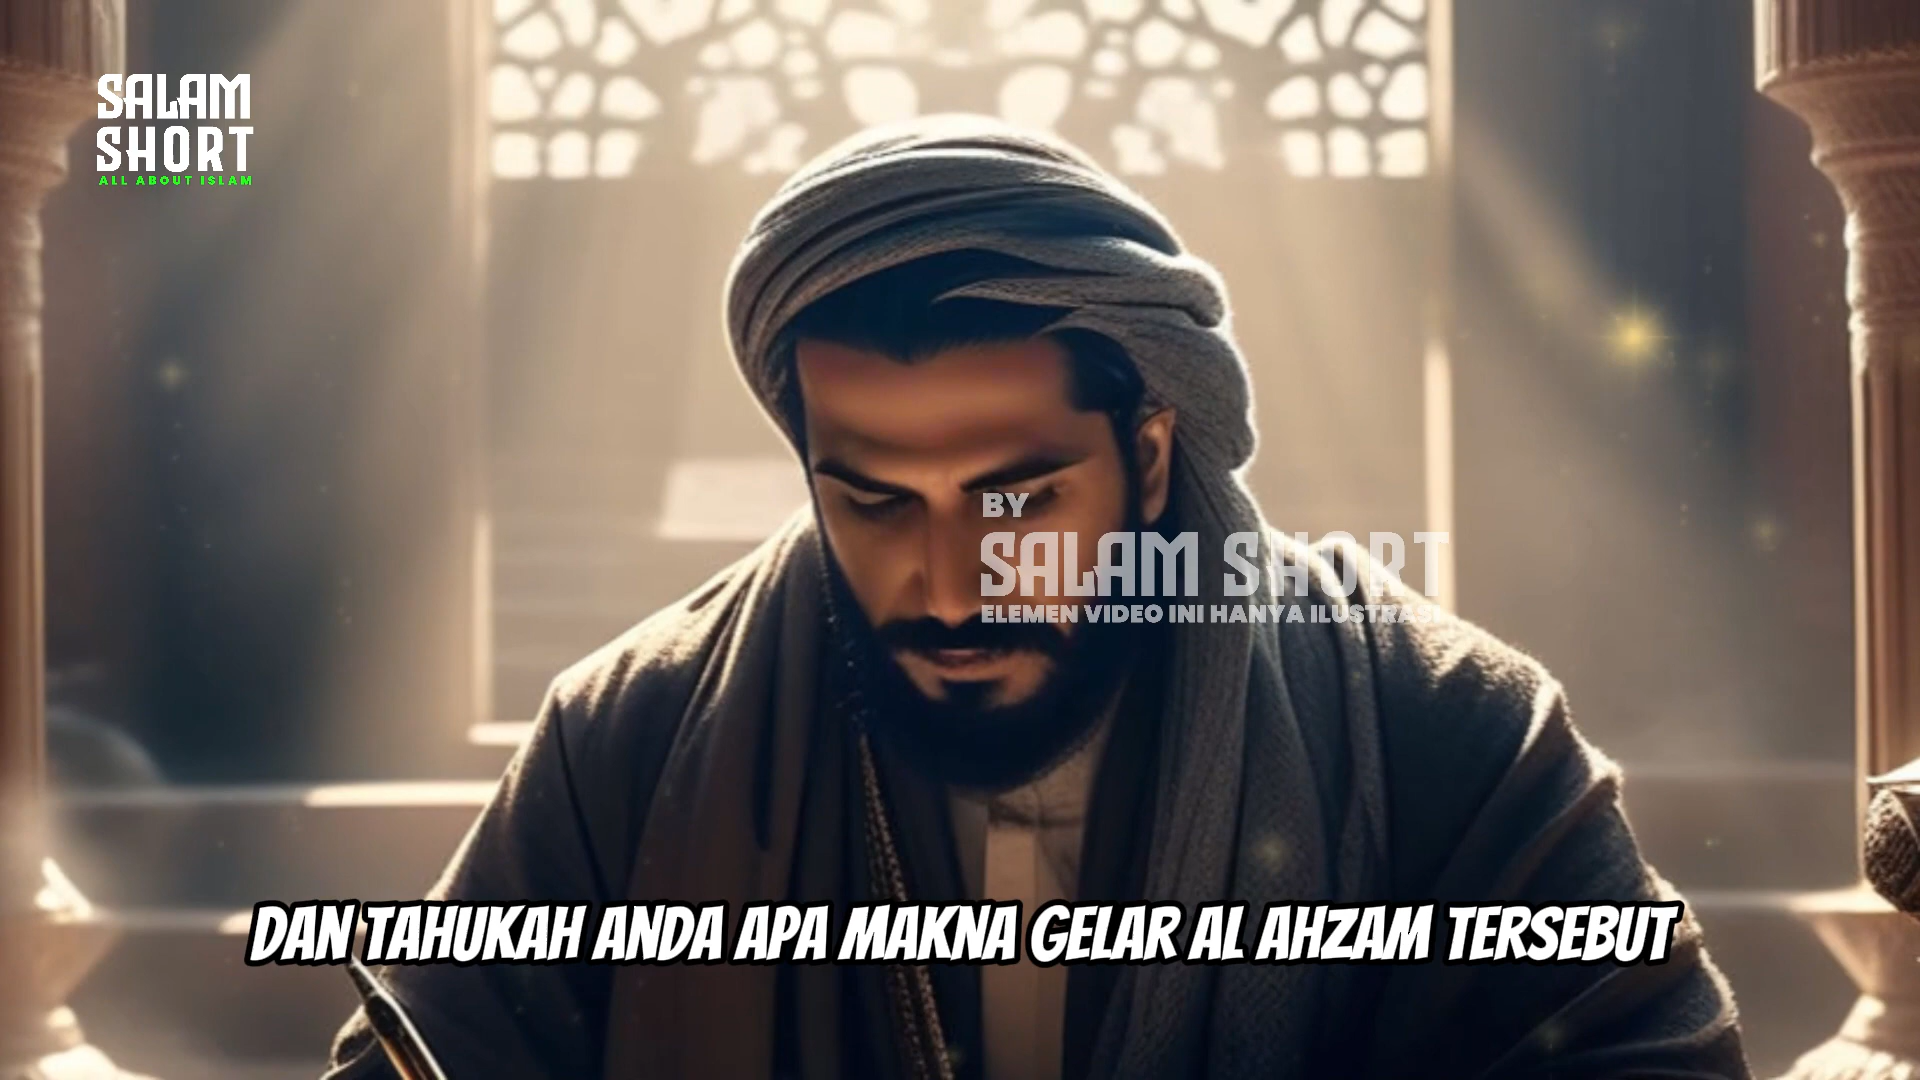 SALAM
SHORT
ALL ABOUT ISLAM
BY
SALAM SHORT
ELEMEN VIDEO INI HANYA ILUSTRASI
DAN TAHUKAH ANDA APA MAKNA GELAR AL AHZAM TERSEBUT